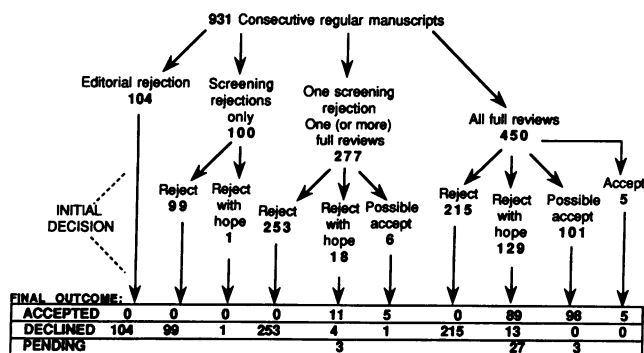 931 Consecutive regular manuscripts
Editorial rejection
104
Screening
rejections
only
100
One screening
rejection
One (or more)
full reviews
277
All full reviews
450
INITIAL
DECISION
Reject
99
Reject
with
hope
1
Reject
253
Reject
with
hope
18
Possible
accept
6
Reject
215
Reject
with
hope
129
Possible
accept
101
Accept
5
FINAL OUTCOME:
ACCEPTED 0 0 0 0 11 5 0 89 98 5
DECLINED 104 99 1 253 4 1 215 13 0 0
PENDING 3 27 3